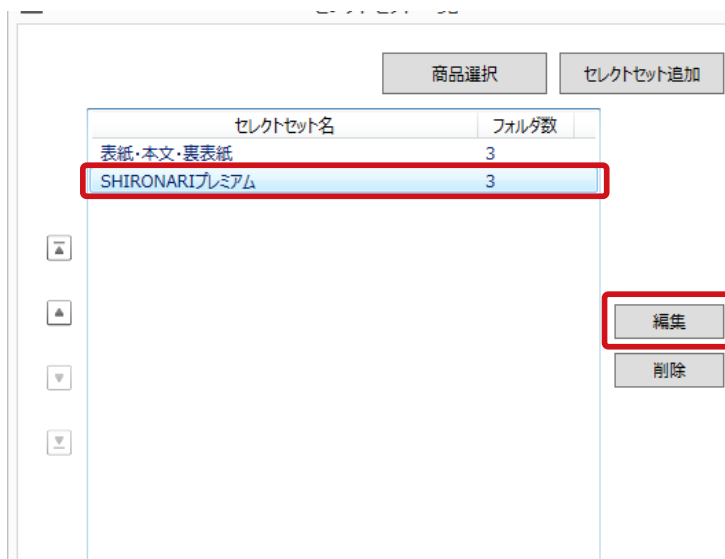 商品選択 セレクトセット追加
セレクトセット名 フォルダ数
表紙・本文・裏表紙 3
SHIRONARIプレミアム 3
編集
削除